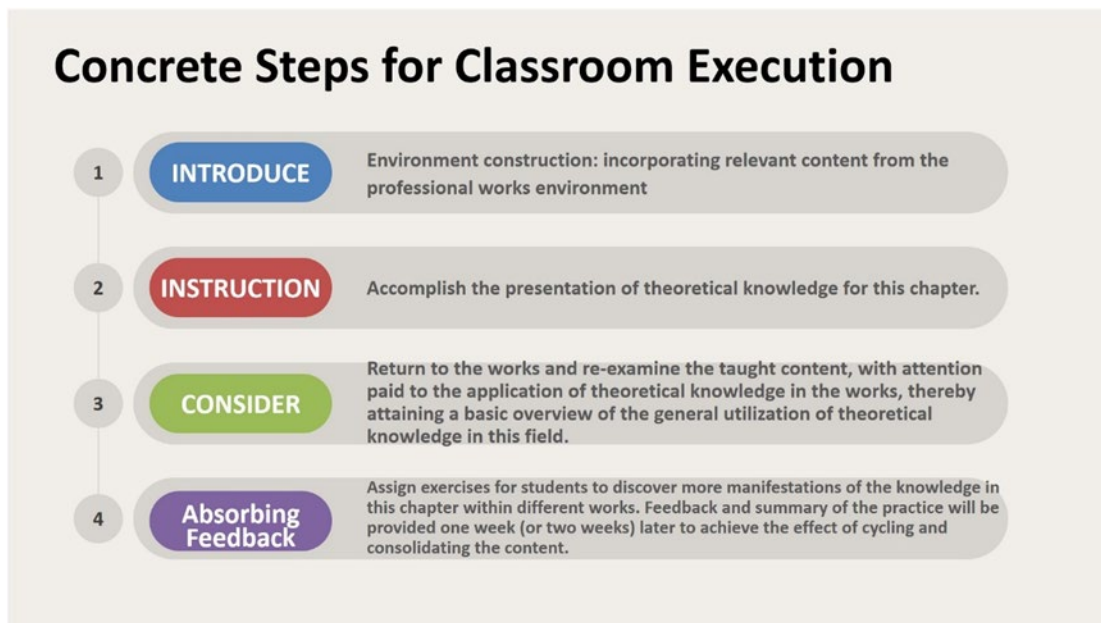 Concrete Steps for Classroom Execution
1
INTRODUCE
Environment construction: incorporating relevant content from the
professional works environment
2
INSTRUCTION
Accomplish the presentation of theoretical knowledge for this chapter.
3
CONSIDER
Return to the works and re-examine the taught content, with attention
paid to the application of theoretical knowledge in the works, thereby
attaining a basic overview of the general utilization of theoretical
knowledge in this field.
4
Absorbing
Feedback
Assign exercises for students to discover more manifestations of the knowledge in
this chapter within different works. Feedback and summary of the practice will be
provided one week (or two weeks) later to achieve the effect of cycling and
consolidating the content.